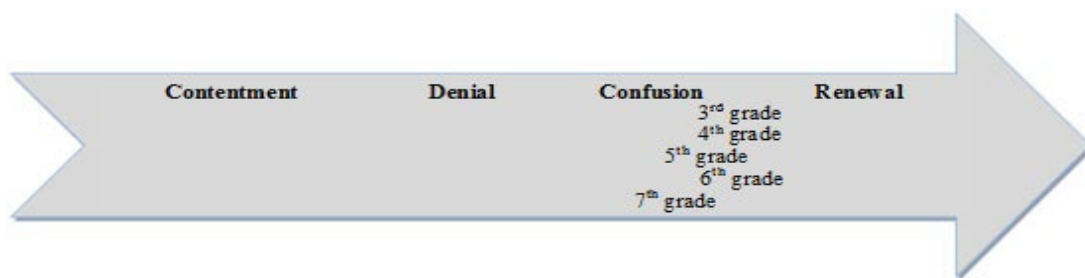 Contentment Denial Confusion Renewal
3rd grade
4th grade
5th grade
6th grade
7th grade